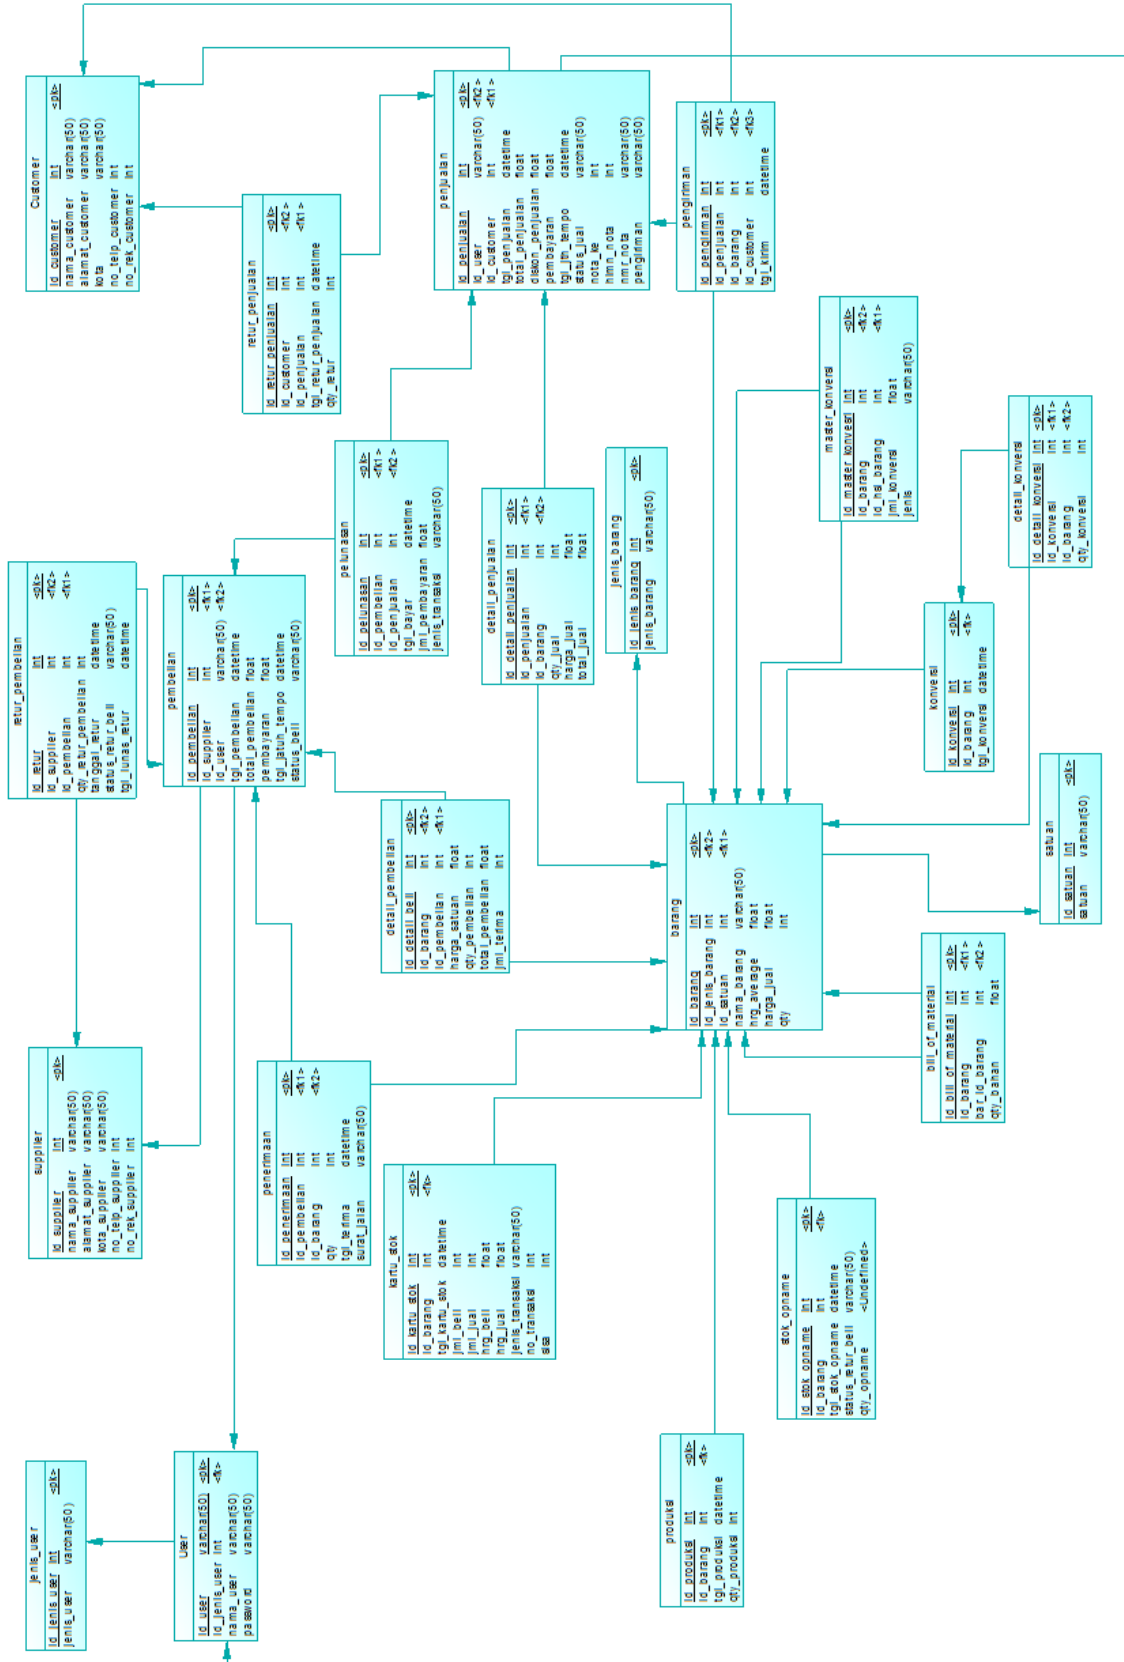 Customer
id_customer int <pk>
nama_customer varchar(50)
alamat_customer varchar(50)
kota varchar(50)
no_telp_customer int
no_rek_customer int
retur_penjualan
id_retur_penjualan int <pk>
id_customer int <fk2>
id_penjualan int <fk1>
tgl_retur_penjualan datetime
qty_retur int
penjualan
id_penjualan int <pk>
id_user varchar(50) <fk2>
id_customer int <fk1>
tgl_penjualan datetime
total_penjualan float
diskon_penjualan float
pembayaran float
tgl_jth_tempo datetime
status_jual varchar(50)
nota_ke int
hlmn_nota int
nmr_nota varchar(50)
pengiriman varchar(50)
pengiriman
id_pengiriman int <pk>
id_penjualan int <fk1>
id_barang int <fk2>
id_customer int <fk3>
tgl_kirim datetime
retur_pembelian
id_retur int <pk>
id_supplier int <fk2>
id_pembelian int <fk1>
qty_retur_pembelian int
tanggal_retur datetime
status_retur_beli varchar(50)
tgl_lunas_retur datetime
pembelian
id_pembelian int <pk>
id_supplier int <fk1>
id_user varchar(50) <fk2>
tgl_pembelian datetime
total_pembelian float
pembayaran float
tgl_jatuh_tempo datetime
status_beli varchar(50)
pelunasan
id_pelunasan int <pk>
id_pembelian int <fk1>
id_penjualan int <fk2>
tgl_bayar datetime
jml_pembayaran float
jenis_transaksi varchar(50)
detail_penjualan
id_detail_penjualan int <pk>
id_penjualan int <fk1>
id_barang int <fk2>
qty_jual int
harga_jual float
total_jual float
jenis_barang
id_jenis_barang int <pk>
jenis_barang varchar(50)
master_konversi
id_master_konversi int <pk>
id_barang int <fk2>
id_hsl_barang int <fk1>
jml_konversi float
jenis varchar(50)
detail_konversi
id_detail_konversi int <pk>
id_konversi int <fk1>
id_barang int <fk2>
qty_konversi int
konversi
id_konversi int <pk>
id_barang int <fk>
tgl_konversi datetime
detail_pembelian
id_detail_beli int <pk>
id_barang int <fk2>
id_pembelian int <fk1>
harga_satuan float
qty_pembelian int
total_pembelian float
jml_terima int
barang
id_barang int <pk>
id_jenis_barang int <fk2>
id_satuan int <fk1>
nama_barang varchar(50)
hrg_average float
harga_jual float
qty int
satuan
id_satuan int <pk>
satuan varchar(50)
bill_of_material
id_bill_of_material int <pk>
id_barang int <fk1>
bar_id_barang int <fk2>
qty_bahan float
supplier
id_supplier int <pk>
nama_supplier varchar(50)
alamat_supplier varchar(50)
kota_supplier varchar(50)
no_telp_supplier int
no_rek_supplier int
penerimaan
id_penerimaan int <pk>
id_pembelian int <fk1>
id_barang int <fk2>
qty int
tgl_terima datetime
surat_jalan varchar(50)
kartu_stok
id_kartu_stok int <pk>
id_barang int <fk>
tgl_kartu_stok datetime
jml_beli int
jml_jual int
hrg_beli float
hrg_jual float
jenis_transaksi varchar(50)
no_transaksi int
sisa int
stok_opname
id_stok_opname int <pk>
id_barang int <fk>
tgl_stok_opname datetime
status_retur_beli varchar(50)
qty_opname <Undefined>
jenis_user
id_jenis_user int <pk>
jenis_user varchar(50)
User
id_user varchar(50) <pk>
id_jenis_user int <fk>
nama_user varchar(50)
password varchar(50)
produksi
id_produksi int <pk>
id_barang int <fk>
tgl_produksi datetime
qty_produksi int